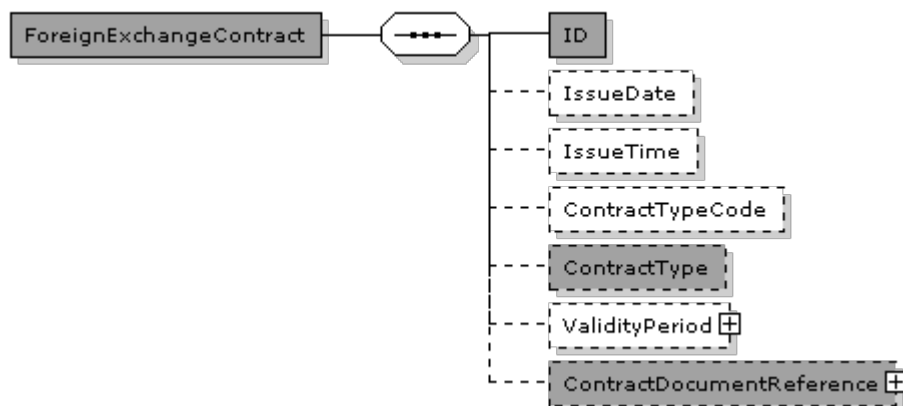 ForeignExchangeContract
ID
IssueDate
IssueTime
ContractTypeCode
ContractType
ValidityPeriod
ContractDocumentReference